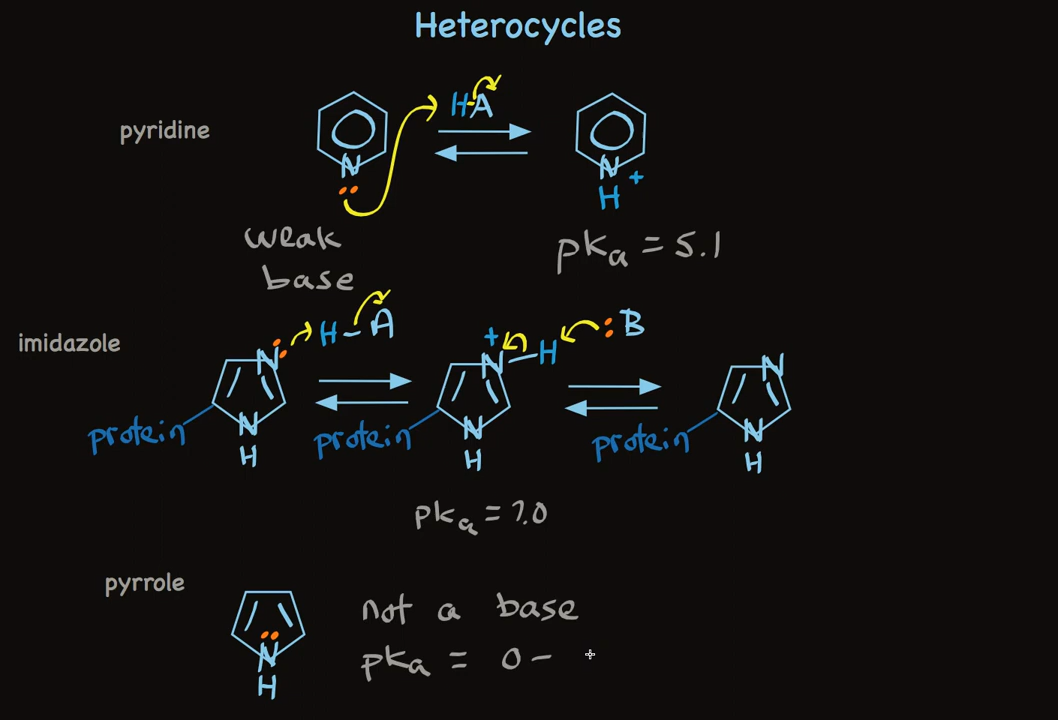 Heterocycles
pyridine
H-A
N
N
+
H
weak
base
pKa = 5.1
imidazole
H-A
N
+
N-H
:B
N
protein
N
H
protein
N
H
protein
N
H
pKa = 7.0
pyrrole
N
H
not a base
pKa = 0 -